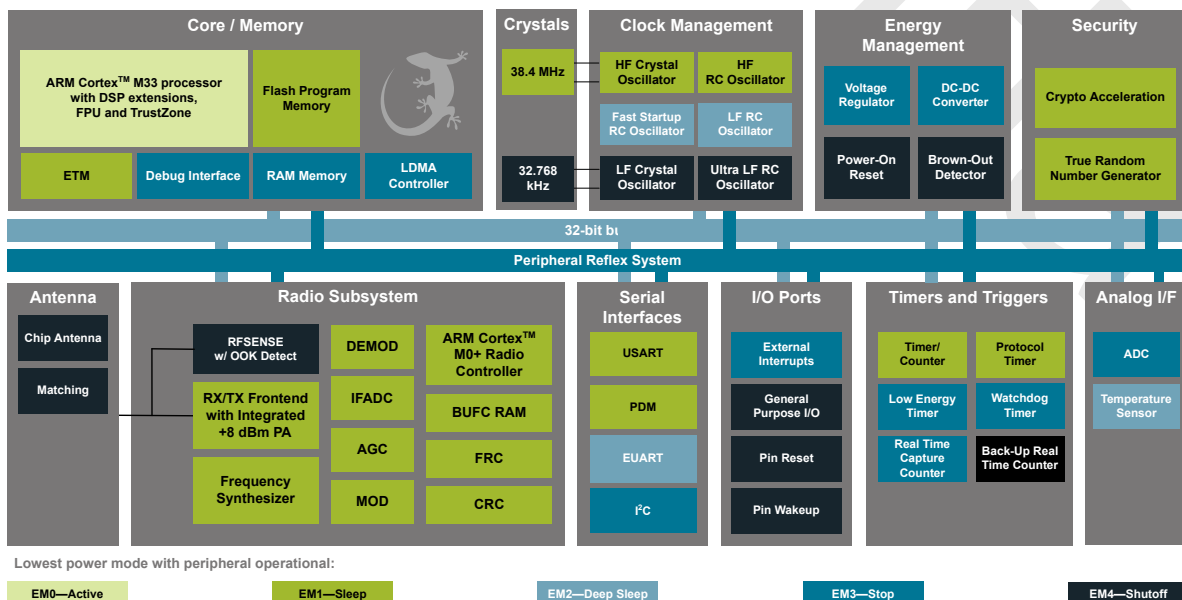 Core / Memory
ARM Cortex™ M33 processor
with DSP extensions,
FPU and TrustZone
Flash Program
Memory
ETM
Debug Interface
RAM Memory
LDMA
Controller
Crystals
38.4 MHz
32.768
kHz
Clock Management
HF Crystal
Oscillator
HF
RC Oscillator
Fast Startup
RC Oscillator
LF RC
Oscillator
LF Crystal
Oscillator
Ultra LF RC
Oscillator
Energy
Management
Voltage
Regulator
DC-DC
Converter
Power-On
Reset
Brown-Out
Detector
Security
Crypto Acceleration
True Random
Number Generator
32-bit
Peripheral Reflex System
Antenna
Chip Antenna
Matching
Radio Subsystem
RFSENSE
w/ OOK Detect
RX/TX Frontend
with Integrated
+8 dBm PA
Frequency
Synthesizer
DEMOD
IFADC
AGC
MOD
ARM Cortex™
M0+ Radio
Controller
BUFC RAM
FRC
CRC
Serial
Interfaces
USART
PDM
EUART
I²C
I/O Ports
External
Interrupts
General
Purpose I/O
Pin Reset
Pin Wakeup
Timers and Triggers
Timer/
Counter
Protocol
Timer
Low Energy
Timer
Watchdog
Timer
Real Time
Capture
Counter
Back-Up Real
Time Counter
Analog I/F
ADC
Temperature
Sensor
Lowest power mode with peripheral operational:
EM0—Active
EM1—Sleep
EM2—Deep Sleep
EM3—Stop
EM4—Shutoff